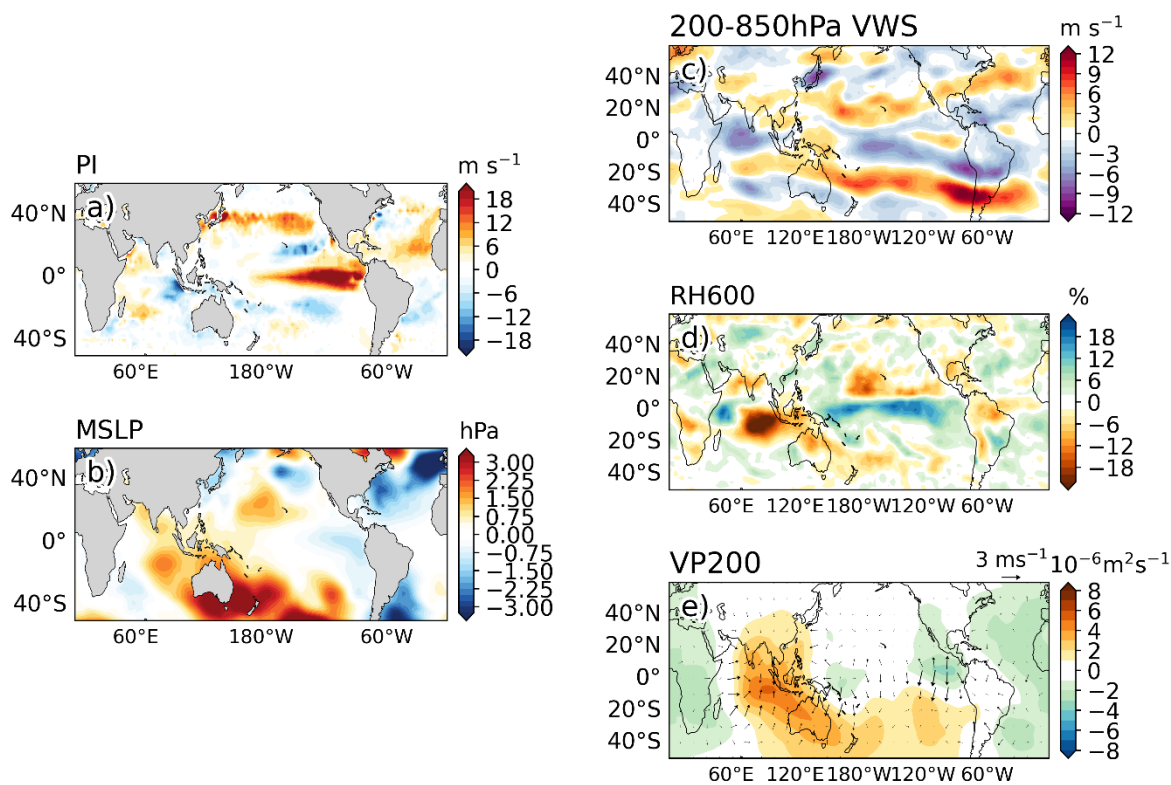 PI
m s⁻¹
a)
40°N
0°
40°S
60°E
180°W
60°W
18
12
6
0
−6
−12
−18
MSLP
hPa
b)
40°N
0°
40°S
60°E
180°W
60°W
3.00
2.25
1.50
0.75
0.00
−0.75
−1.50
−2.25
−3.00
200-850hPa VWS
m s⁻¹
c)
40°N
20°N
0°
20°S
40°S
60°E
120°E
180°W
120°W
60°W
12
9
6
3
0
−3
−6
−9
−12
RH600
%
d)
40°N
20°N
0°
20°S
40°S
60°E
120°E
180°W
120°W
60°W
18
12
6
0
−6
−12
−18
VP200
3 ms⁻¹
10⁻⁶m²s⁻¹
e)
40°N
20°N
0°
20°S
40°S
60°E
120°E
180°W
120°W
60°W
8
6
4
2
0
−2
−4
−6
−8